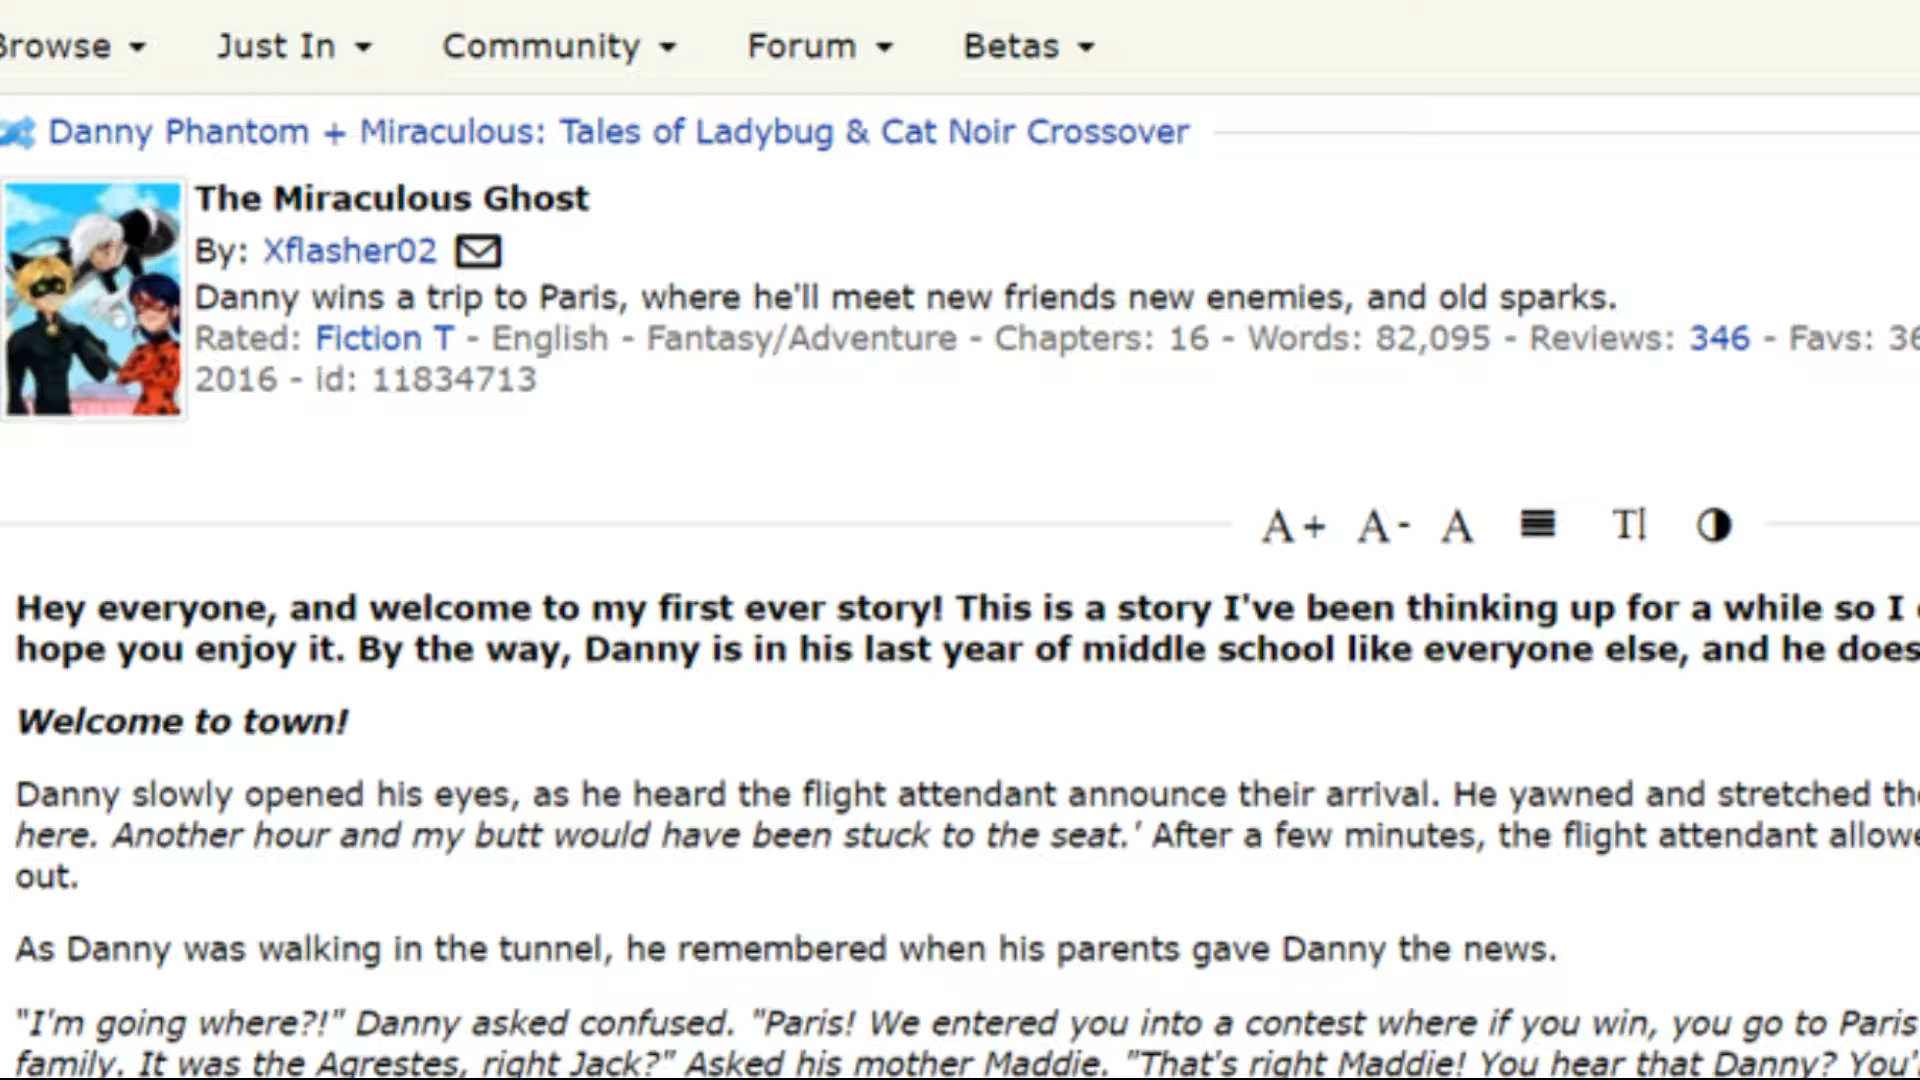 Browse Just In Community Forum Betas
Danny Phantom + Miraculous: Tales of Ladybug & Cat Noir Crossover
The Miraculous Ghost
By: Xflasher02
Danny wins a trip to Paris, where he'll meet new friends new enemies, and old sparks.
Rated: Fiction T - English - Fantasy/Adventure - Chapters: 16 - Words: 82,095 - Reviews: 346 - Favs:
2016 - id: 11834713
A+ A- A
Hey everyone, and welcome to my first ever story! This is a story I've been thinking up for a while so I
hope you enjoy it. By the way, Danny is in his last year of middle school like everyone else, and he does
Welcome to town!
Danny slowly opened his eyes, as he heard the flight attendant announce their arrival. He yawned and stretched
here. Another hour and my butt would have been stuck to the seat.' After a few minutes, the flight attendant
out.
As Danny was walking in the tunnel, he remembered when his parents gave Danny the news.
"I'm going where?!" Danny asked confused. "Paris! We entered you into a contest where if you win, you go to Paris
family. It was the Agrestes, right Jack?" Asked his mother Maddie. "That's right Maddie! You hear that Danny?